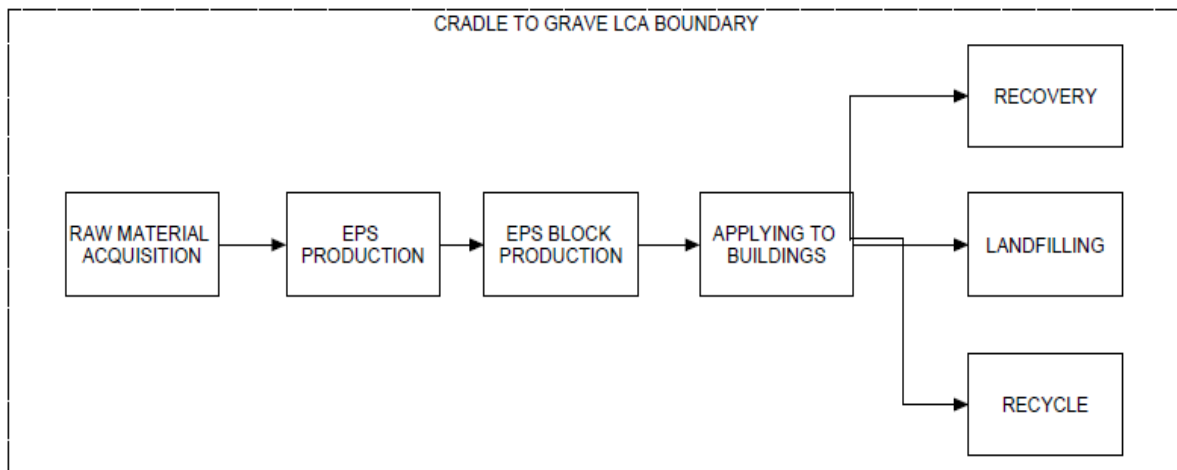 CRADLE TO GRAVE LCA BOUNDARY
RECOVERY
RAW MATERIAL
ACQUISITION
EPS
PRODUCTION
EPS BLOCK
PRODUCTION
APPLYING TO
BUILDINGS
LANDFILLING
RECYCLE